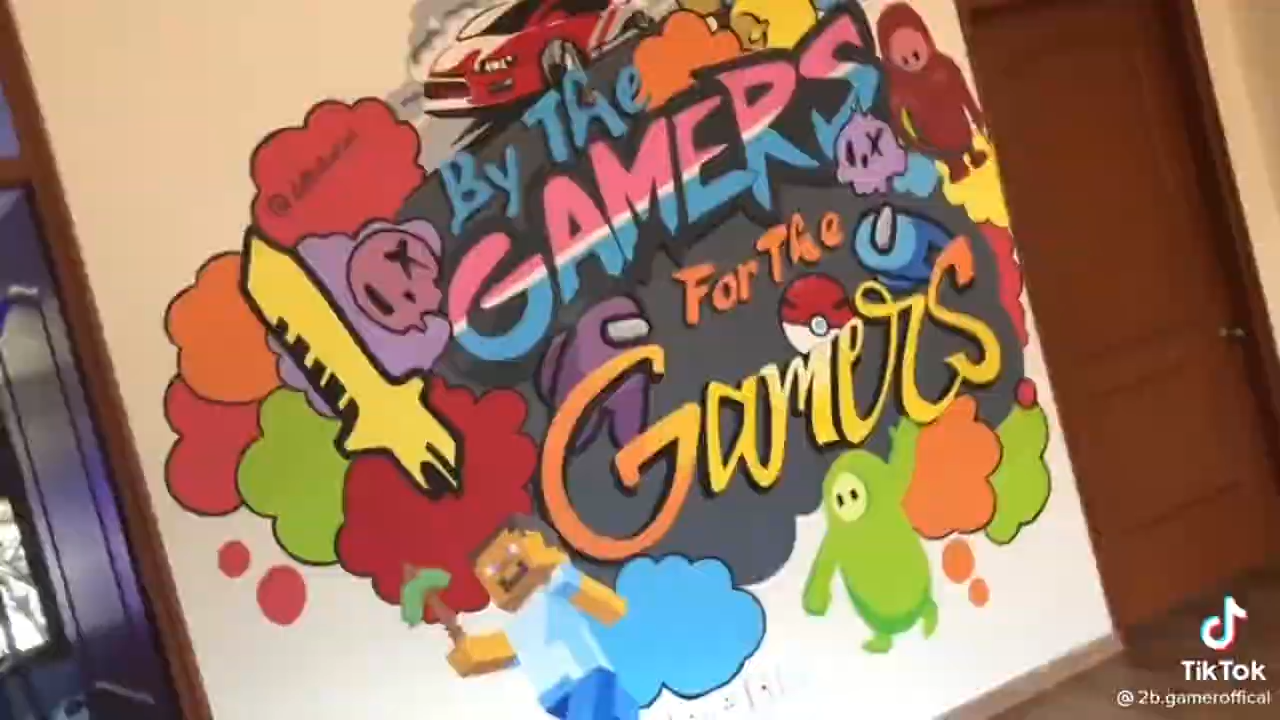 By The
GAMERS
For The
Gamers
TikTok
@2b.gameroffical